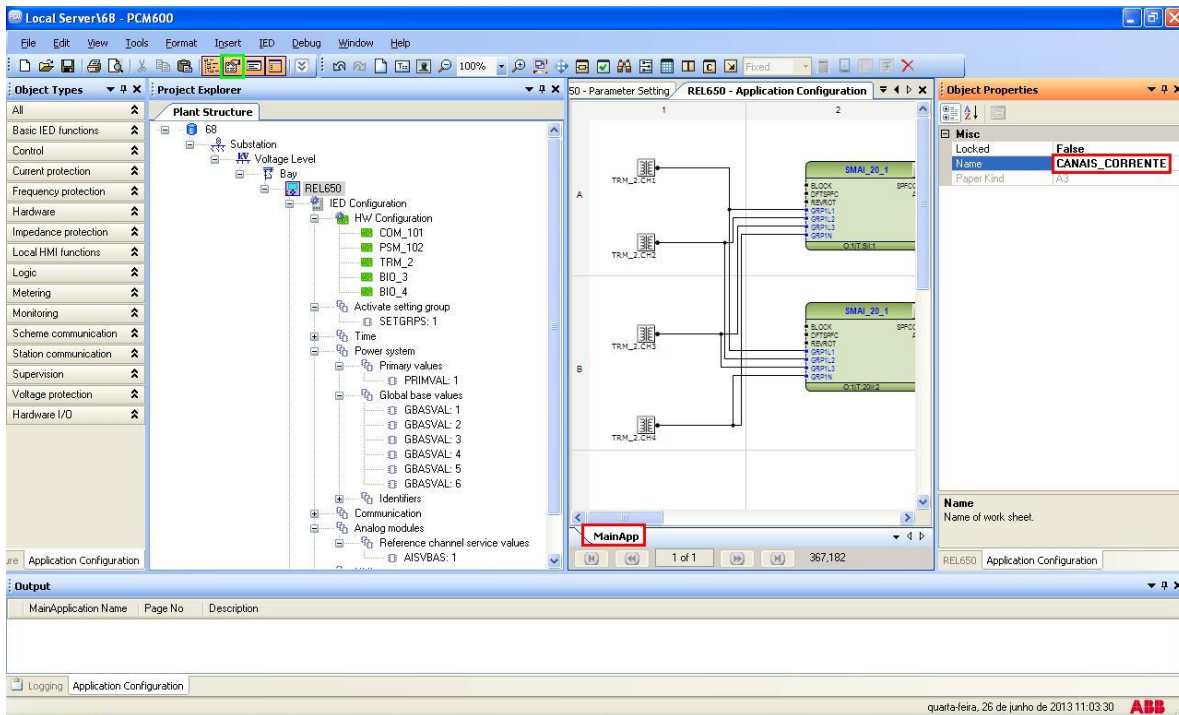 Local Server\68 - PCM600
File Edit View Tools Format Insert IED Debug Window Help
100%
Fixed
Object Types
All
Basic IED functions
Control
Current protection
Frequency protection
Hardware
Impedance protection
Local HMI functions
Logic
Metering
Monitoring
Scheme communication
Station communication
Supervision
Voltage protection
Hardware I/O
Application Configuration
Project Explorer
Plant Structure
68
Substation
Voltage Level
Bay
REL650
IED Configuration
HW Configuration
COM_101
PSM_102
TRM_2
BIO_3
BIO_4
Activate setting group
SETGRPS: 1
Time
Power system
Primary values
PRIMVAL: 1
Global base values
GBASVAL: 1
GBASVAL: 2
GBASVAL: 3
GBASVAL: 4
GBASVAL: 5
GBASVAL: 6
Identifiers
Communication
Analog modules
Reference channel service values
AISVBAS: 1
50 - Parameter Setting REL650 - Application Configuration
1 2
A
TRM_2.CH1
TRM_2.CH2
SMAI_20_1
BLOCK
DFTSPFC
REVROT
GRP1L1
GRP1L2
GRP1L3
GRP1N
O:1|T:5|I:1
B
TRM_2.CH3
TRM_2.CH4
SMAI_20_1
BLOCK
DFTSPFC
REVROT
GRP1L1
GRP1L2
GRP1L3
GRP1N
O:1|T:20|I:2
MainApp
1 of 1 367,182
Object Properties
Misc
Locked False
Name CANAIS_CORRENTE
Paper Kind A3
Name
Name of work sheet.
REL650 Application Configuration
Output
MainApplication Name Page No Description
Logging Application Configuration
quarta-feira, 26 de junho de 2013 11:03:30 ABB